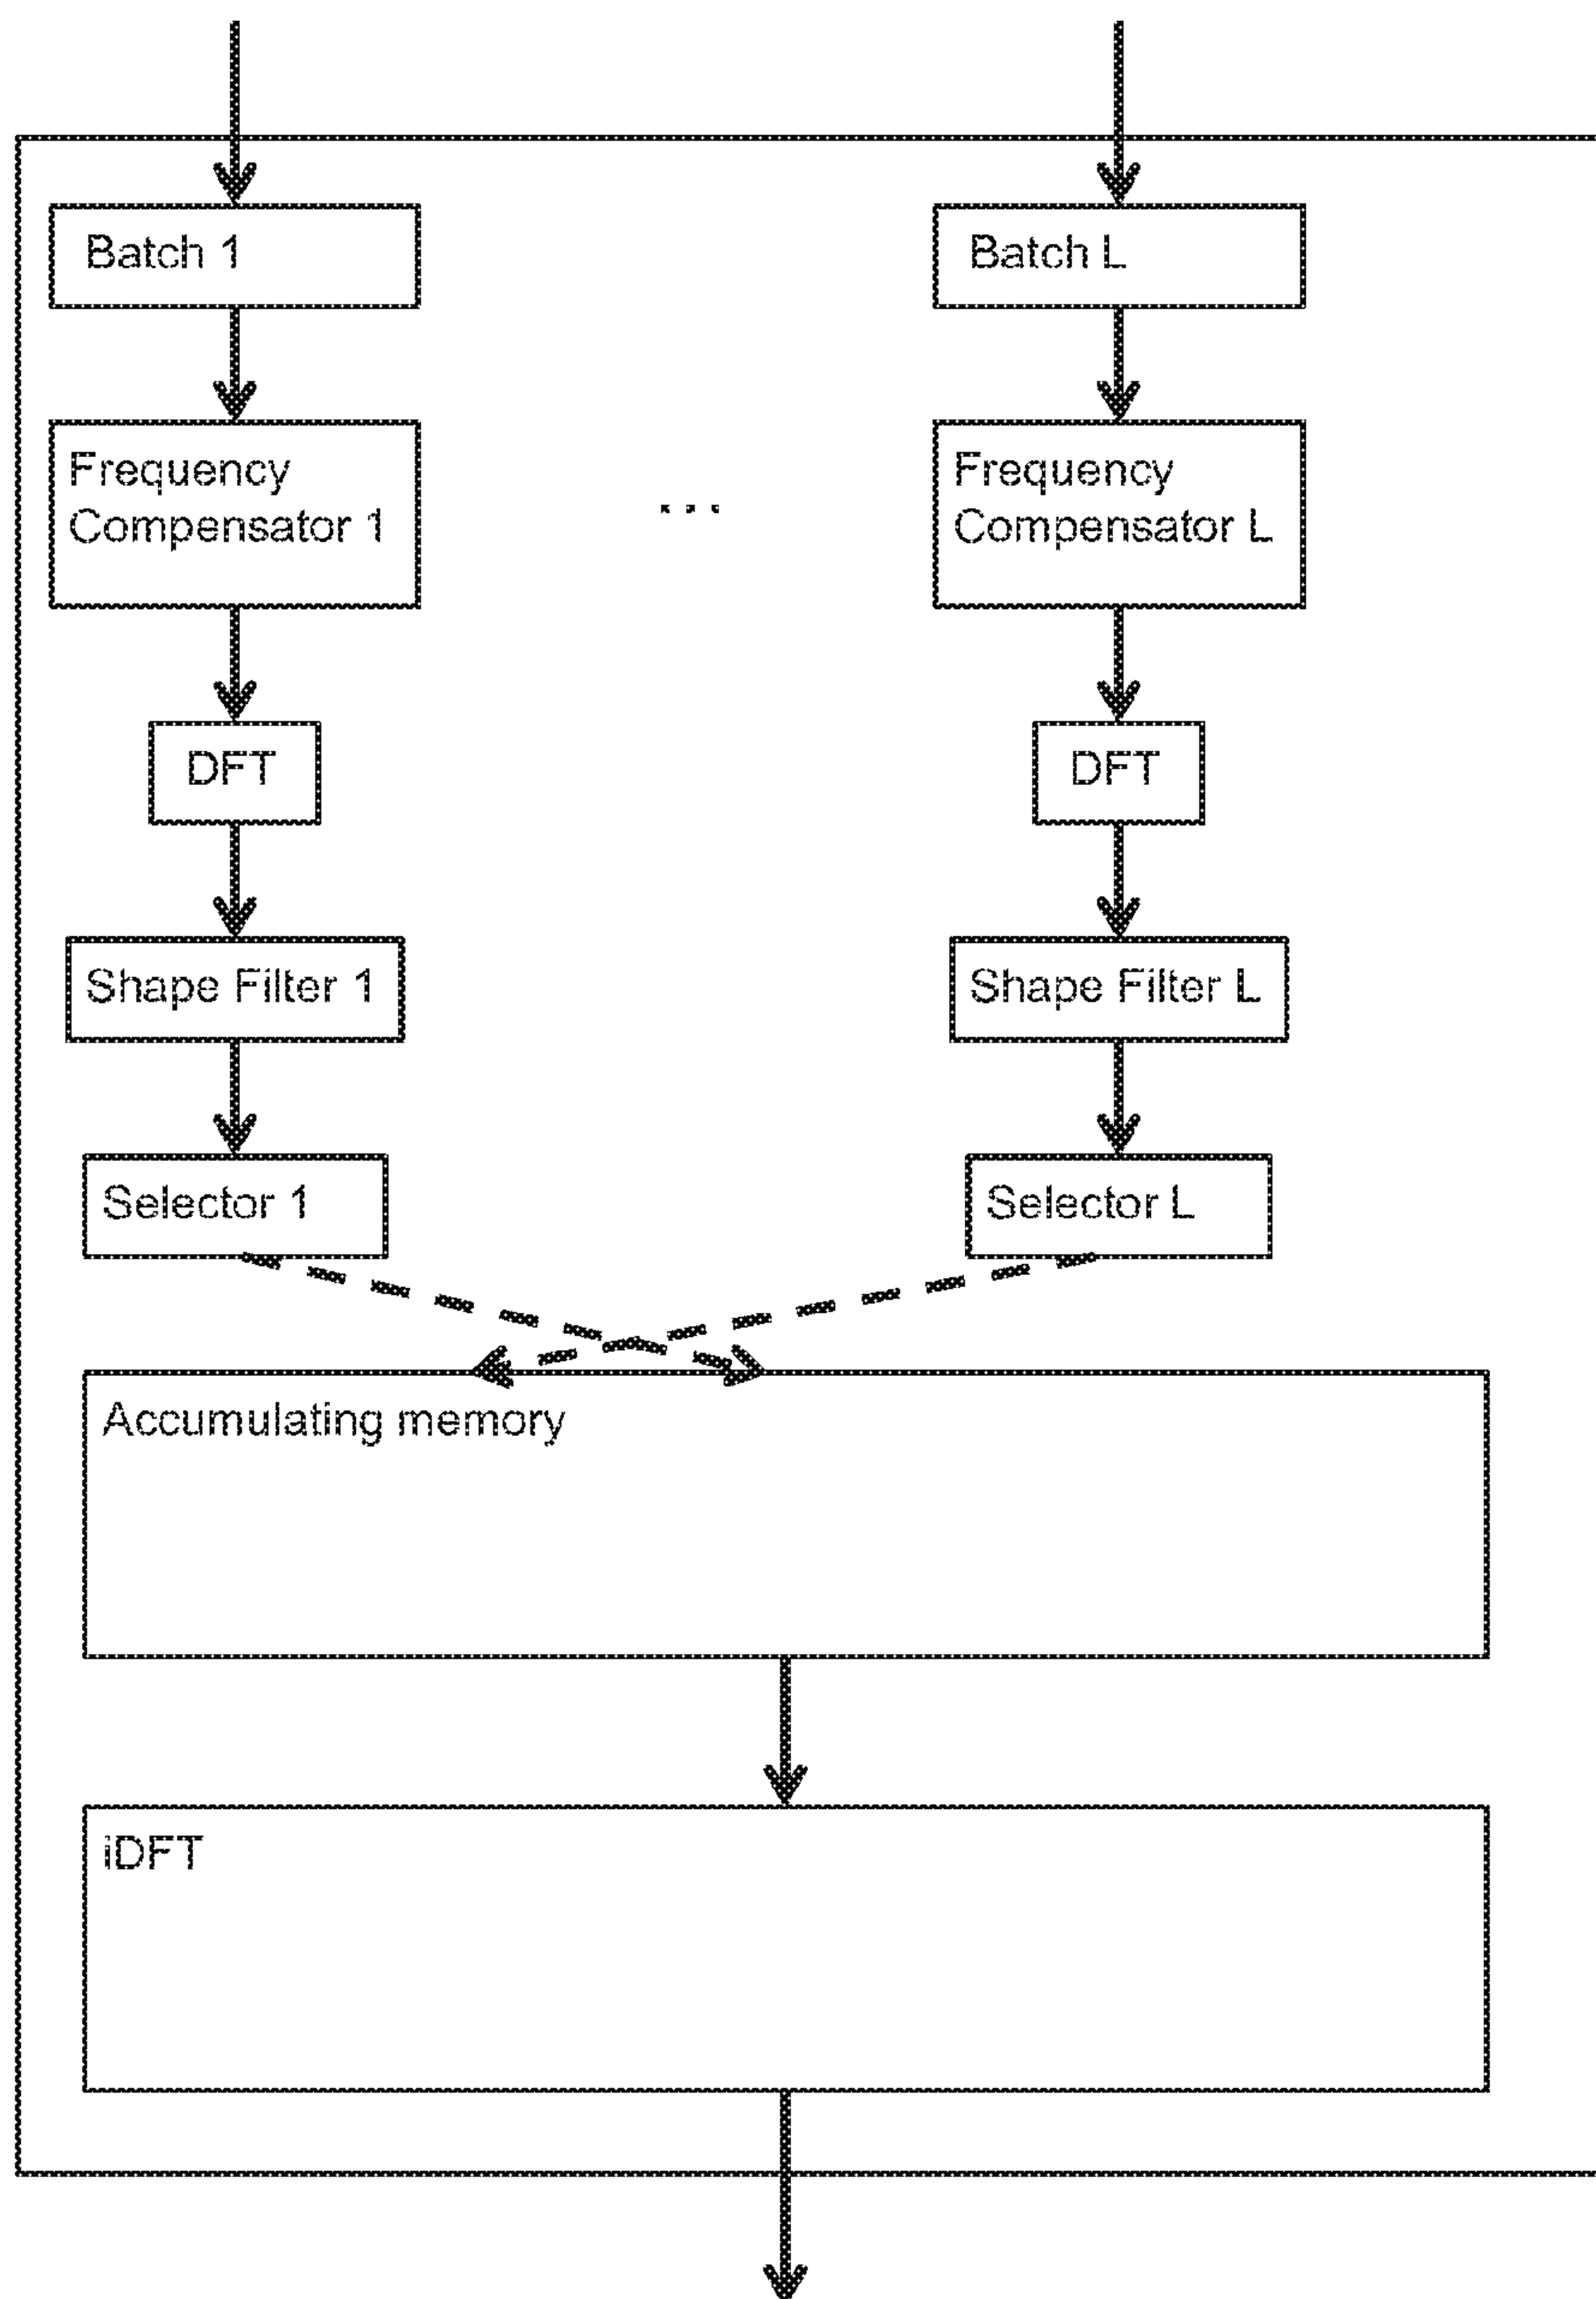 Batch 1
Batch L
Frequency
Compensator 1
...
Frequency
Compensator L
DFT
DFT
Shape Filter 1
Shape Filter L
Selector 1
Selector L
Accumulating memory
iDFT